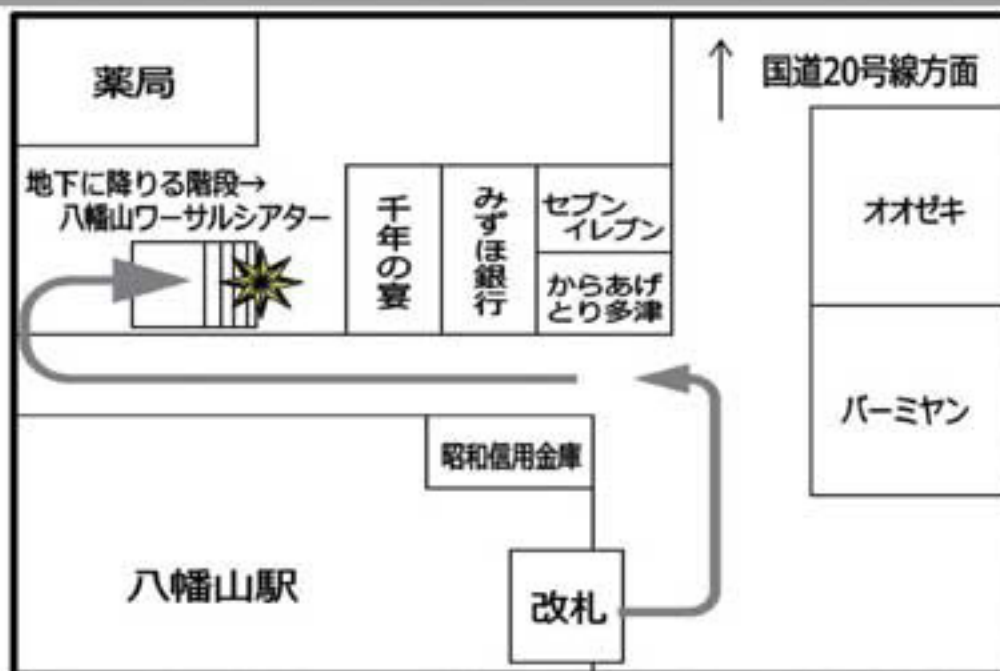 薬局
↑ 国道20号線方面
地下に降りる階段→
八幡山ワーサルシアター
千年の宴
みずほ銀行
セブン
イレブン
からあげ
とり多津
オオゼキ
バーミヤン
昭和信用金庫
八幡山駅
改札